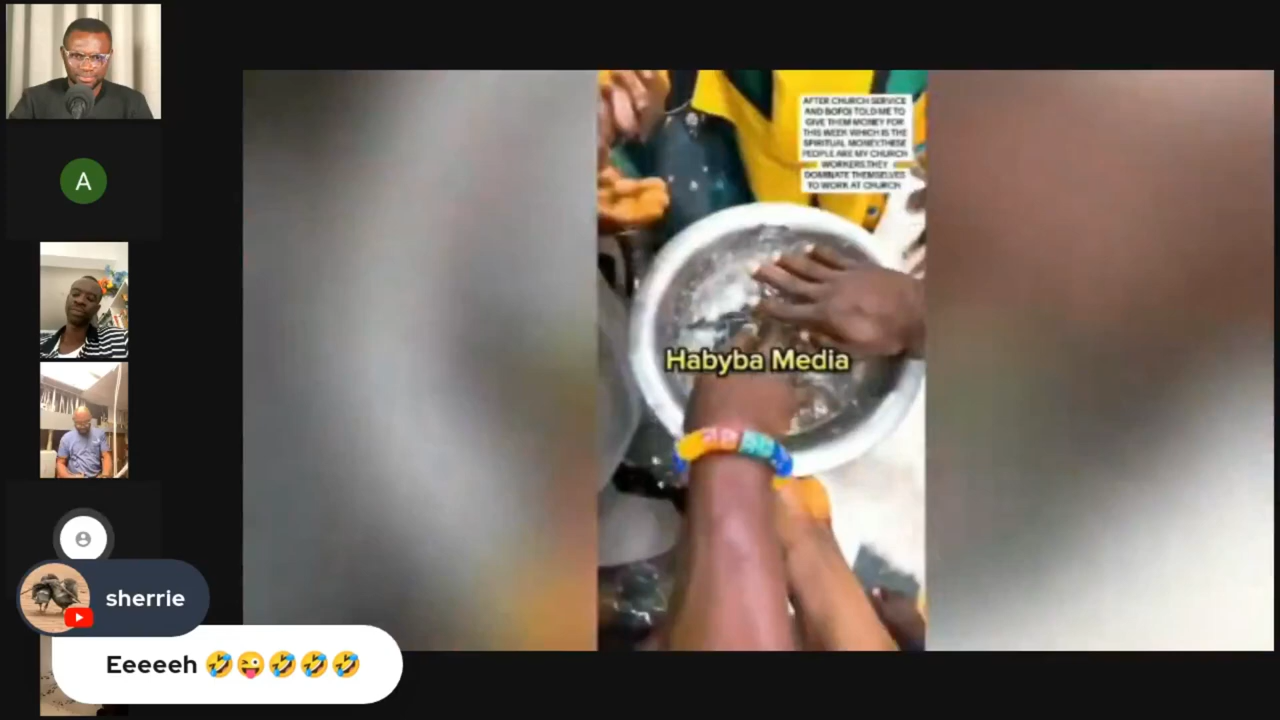 A
AFTER CHURCH SERVICE
AND BOFOI TOLD ME TO
GIVE THEM MONEY FOR
THIS WEEK WHICH IS THE
SPIRITUAL MONEY.THESE
PEOPLE ARE MY CHURCH
WORKERS.THEY
DOMINATE THEMSELVES
TO WORK AT CHURCH
Habyba Media
sherrie
Eeeeeh 🤣😜🤣🤣🤣